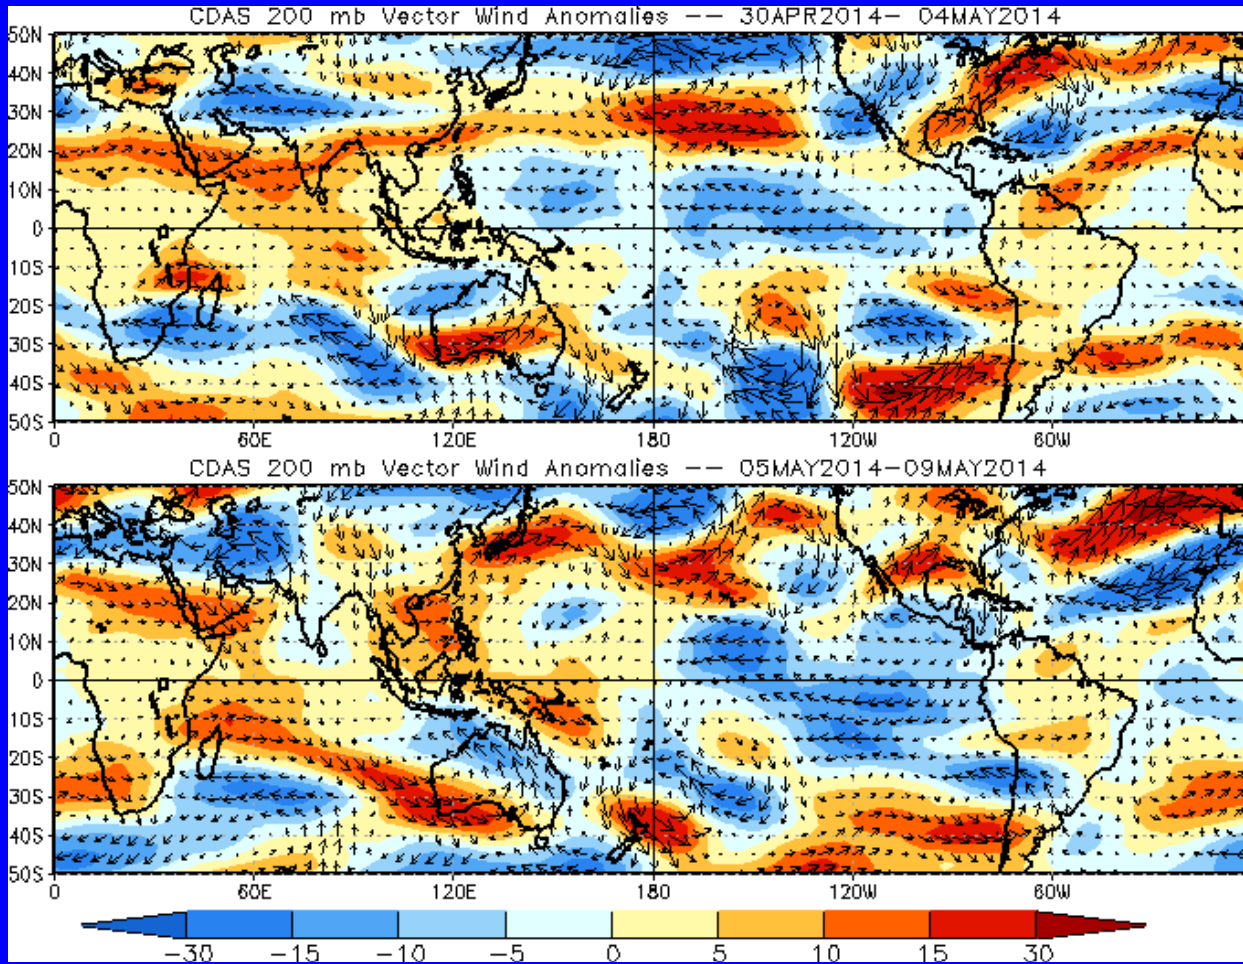 CDAS 200 mb Vector Wind Anomalies -- 30APR2014- 04MAY2014
50N
40N
30N
20N
10N
0
10S
20S
30S
40S
50S
0 60E 120E 180 120W 60W
CDAS 200 mb Vector Wind Anomalies -- 05MAY2014-09MAY2014
50N
40N
30N
20N
10N
0
10S
20S
30S
40S
50S
0 60E 120E 180 120W 60W
-30 -15 -10 -5 0 5 10 15 30